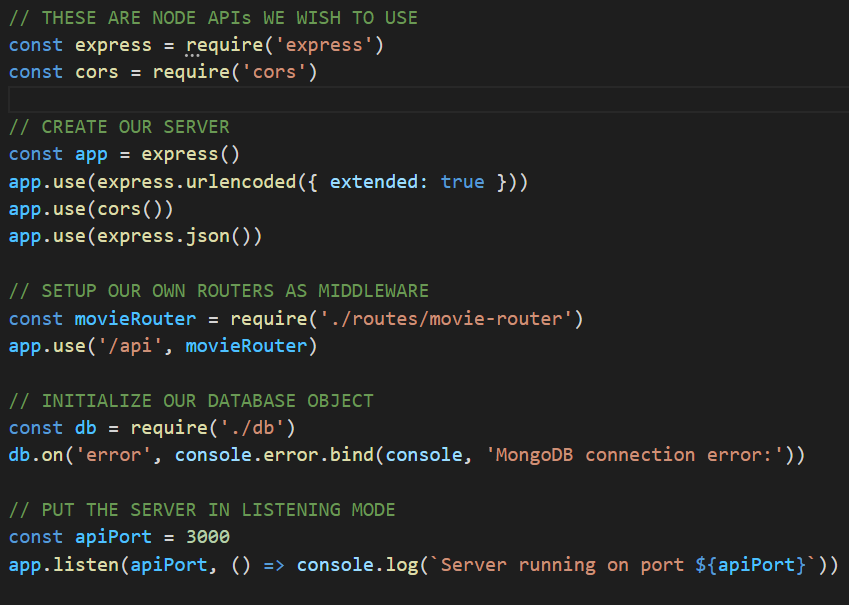 // THESE ARE NODE APIs WE WISH TO USE
const express = require('express')
const cors = require('cors')
// CREATE OUR SERVER
const app = express()
app.use(express.urlencoded({ extended: true }))
app.use(cors())
app.use(express.json())
// SETUP OUR OWN ROUTERS AS MIDDLEWARE
const movieRouter = require('./routes/movie-router')
app.use('/api', movieRouter)
// INITIALIZE OUR DATABASE OBJECT
const db = require('./db')
db.on('error', console.error.bind(console, 'MongoDB connection error:'))
// PUT THE SERVER IN LISTENING MODE
const apiPort = 3000
app.listen(apiPort, () => console.log(`Server running on port ${apiPort}`))